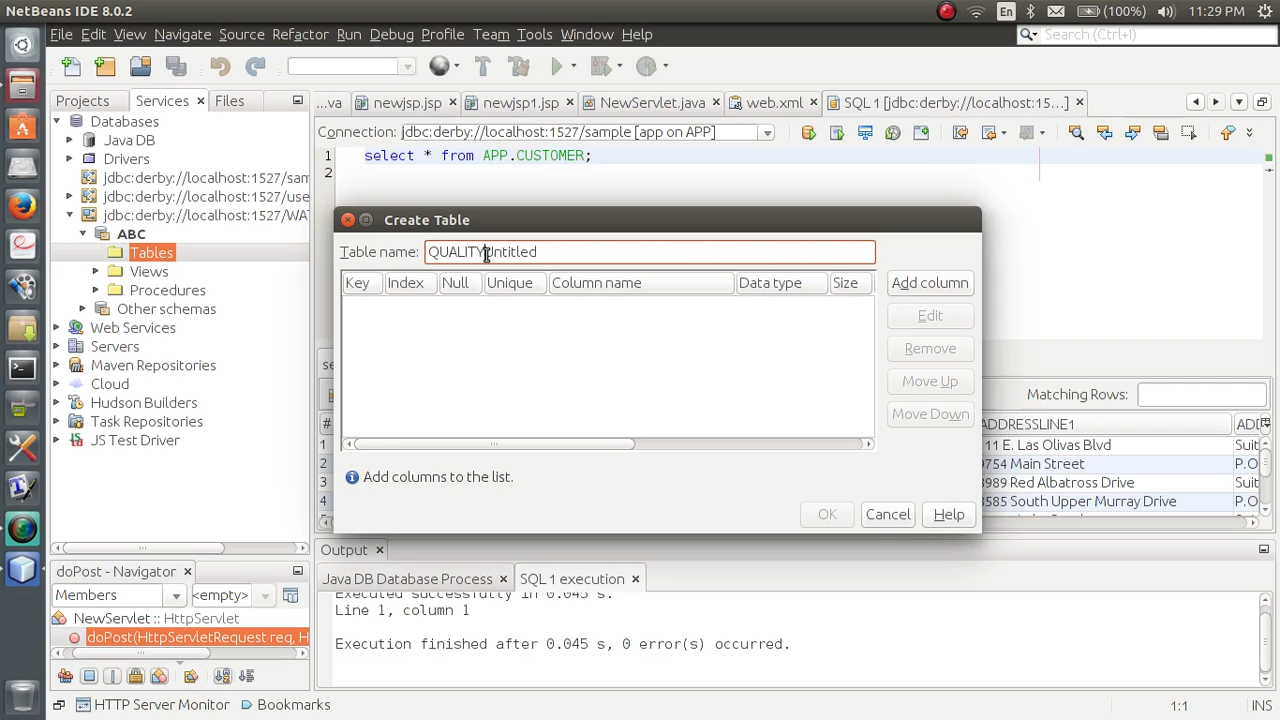 NetBeans IDE 8.0.2
En
(100%)
11:29 PM
File Edit View Navigate Source Refactor Run Debug Profile Team Tools Window Help
Search (Ctrl+I)
Projects
Services
Files
...va
newjsp.jsp
newjsp1.jsp
NewServlet.java
web.xml
SQL 1 [jdbc:derby://localhost:15...]
Connection: jdbc:derby://localhost:1527/sample [app on APP]
1 select * from APP.CUSTOMER;
2
Databases
Java DB
Drivers
jdbc:derby://localhost:1527/sam
jdbc:derby://localhost:1527/use
jdbc:derby://localhost:1527/WA
ABC
Tables
Views
Procedures
Other schemas
Web Services
Servers
Maven Repositories
Cloud
Hudson Builders
Task Repositories
JS Test Driver
Create Table
Table name: QUALITYUntitled
Key Index Null Unique Column name Data type Size
Add column
Edit
Remove
Move Up
Move Down
Add columns to the list.
OK Cancel Help
se
Matching Rows:
# ADDRESSLINE1 ADD
1 11 E. Las Olivas Blvd Suit
2 9754 Main Street P.O
3 8989 Red Albatross Drive Suit
4 8585 South Upper Murray Drive P.O
doPost - Navigator
Members <empty>
NewServlet :: HttpServlet
doPost(HttpServletRequest req, H
Output
Java DB Database Process
SQL 1 execution
Executed successfully in 0.045 s.
Line 1, column 1
Execution finished after 0.045 s, 0 error(s) occurred.
HTTP Server Monitor
Bookmarks
1:1
INS